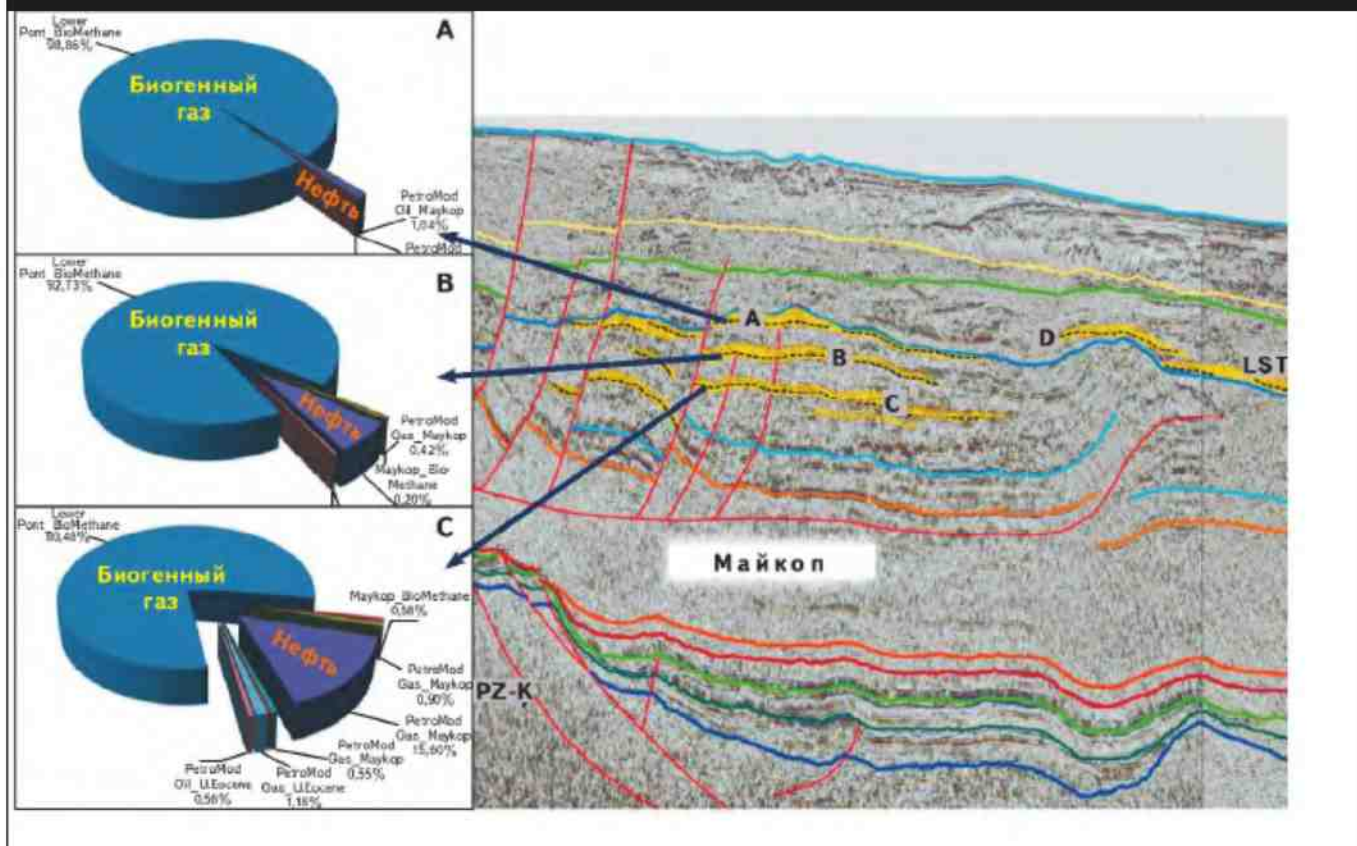 A
Lower
Pont_BioMethane
98,86%
Биогенный
газ
Нефть
PetroMod
Oil_Maykop
1,04%
PetroMod
B
Lower
Pont_BioMethane
92,73%
Биогенный
газ
Нефть
PetroMod
Gas_Maykop
0,42%
Maykop_Bio-
Methane
0,20%
C
Lower
Pont_BioMethane
80,48%
Биогенный
газ
Нефть
Maykop_BioMethane
0,58%
PetroMod
Gas_Maykop
0,90%
PetroMod
Gas_Maykop
15,60%
PetroMod
Gas_Maykop
0,55%
PetroMod
Oil_U.Eocene
0,56%
PetroMod
Gas_U.Eocene
1,18%
A
B
C
D
LST
Майкоп
PZ-K